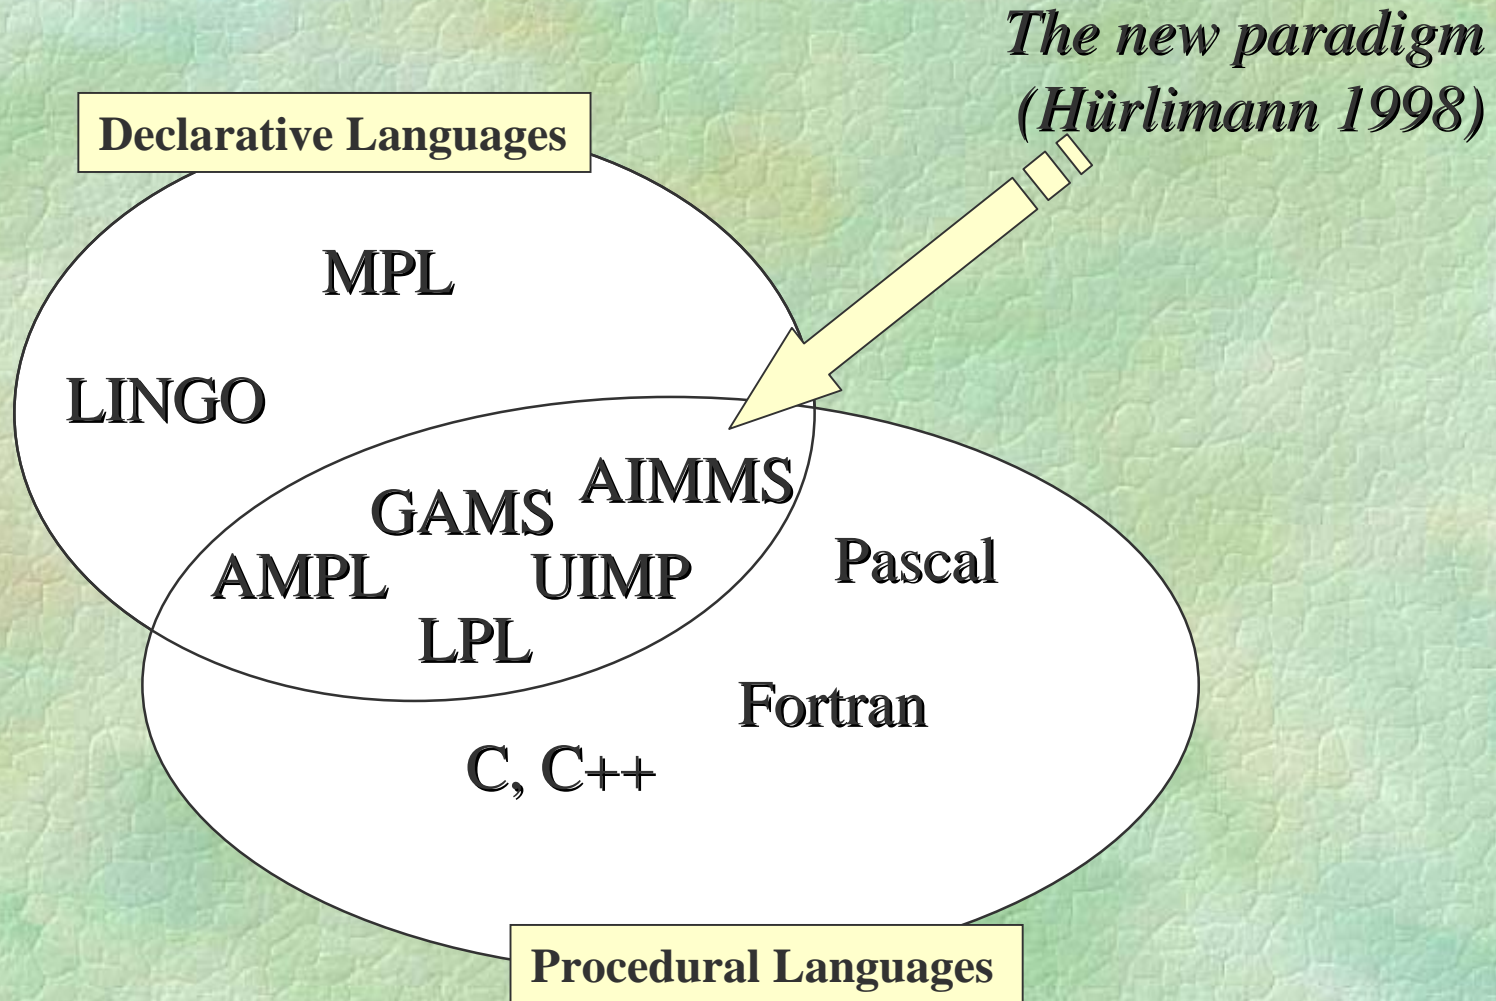 The new paradigm
(Hürlimann 1998)
Declarative Languages
MPL
LINGO
AIMMS
GAMS
AMPL
UIMP
LPL
Pascal
Fortran
C, C++
Procedural Languages